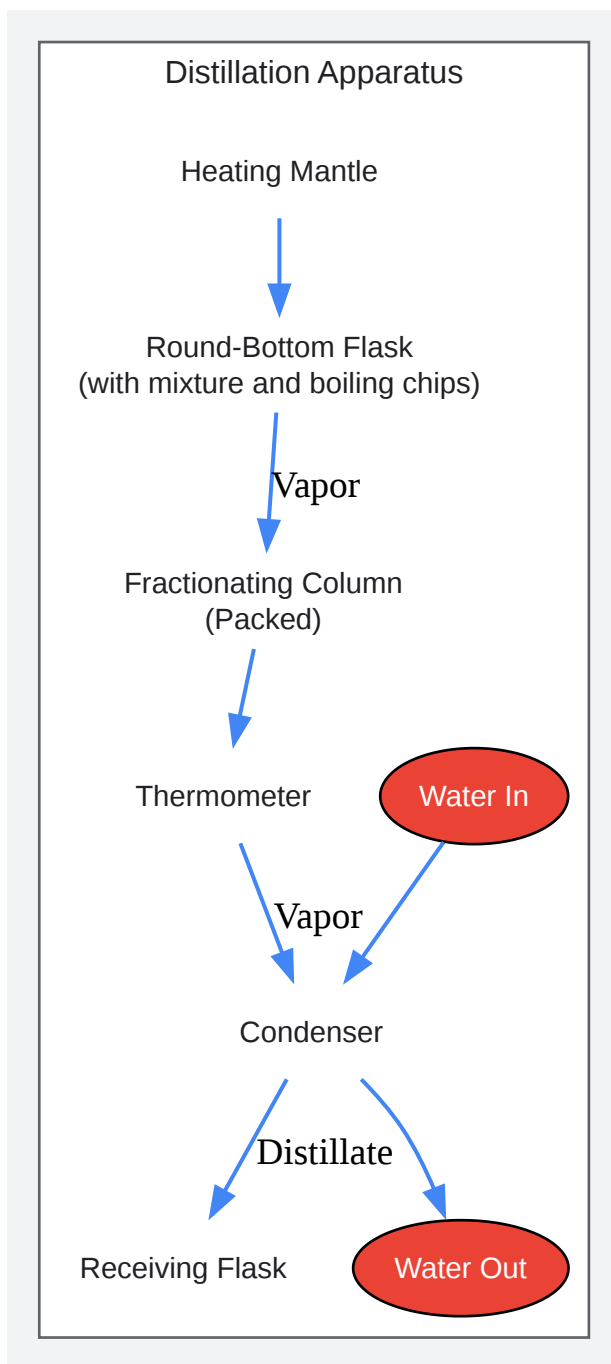 Distillation Apparatus
Heating Mantle
Round-Bottom Flask
(with mixture and boiling chips)
Vapor
Fractionating Column
(Packed)
Thermometer
Water In
Vapor
Condenser
Distillate
Receiving Flask
Water Out